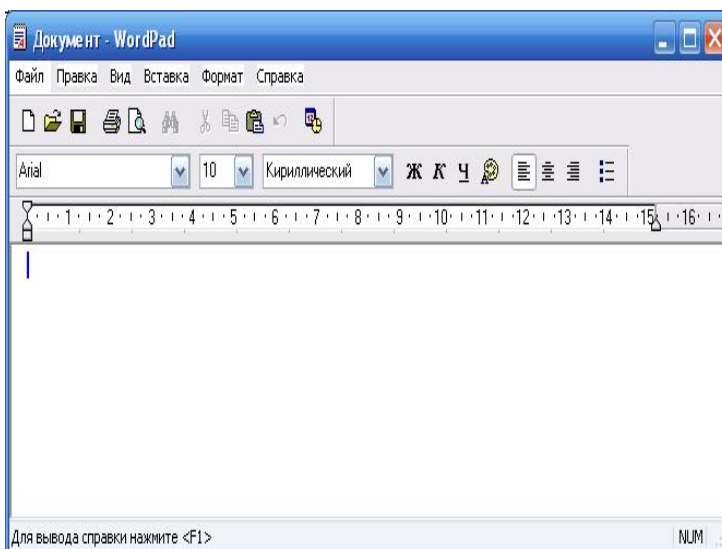 Документ - WordPad
Файл Правка Вид Вставка Формат Справка
Arial 10 Кириллический Ж К Ч
1 2 3 4 5 6 7 8 9 10 11 12 13 14 15 16
Для вывода справки нажмите <F1> NUM